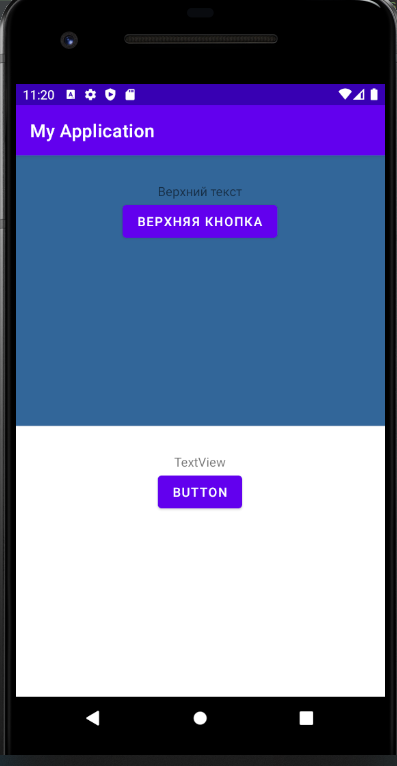 11:20
My Application
Верхний текст
ВЕРХНЯЯ КНОПКА
TextView
BUTTON